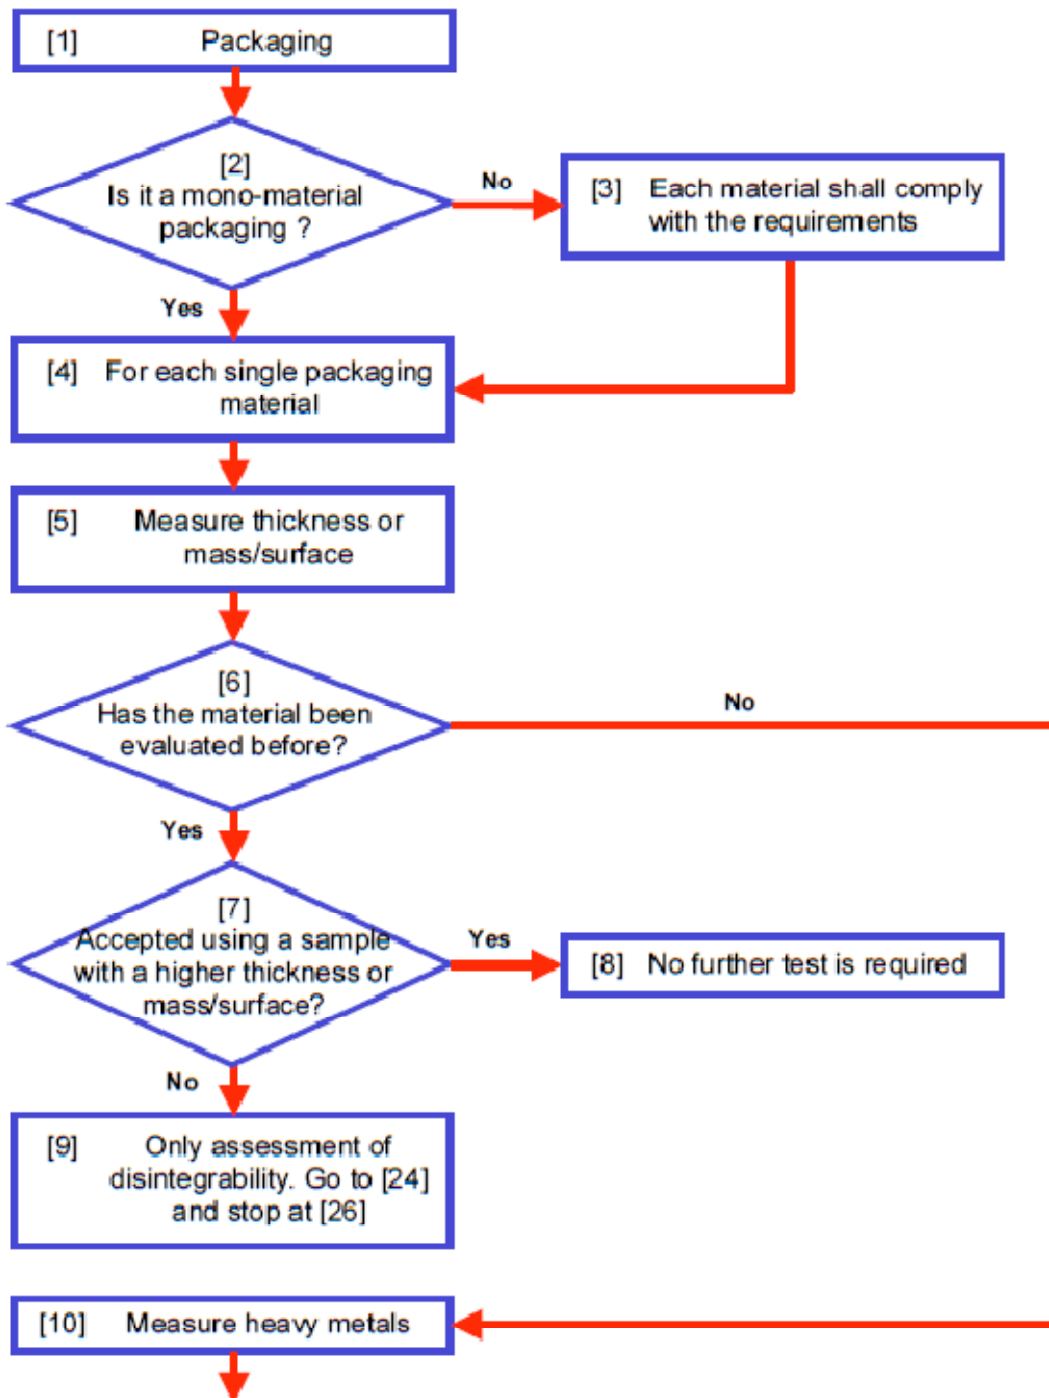 [1] Packaging
[2]
Is it a mono-material
packaging ?
No
[3] Each material shall comply
with the requirements
Yes
[4] For each single packaging
material
[5] Measure thickness or
mass/surface
[6]
Has the material been
evaluated before?
No
Yes
[7]
Accepted using a sample
with a higher thickness or
mass/surface?
Yes
[8] No further test is required
No
[9] Only assessment of
disintegrability. Go to [24]
and stop at [26]
[10] Measure heavy metals